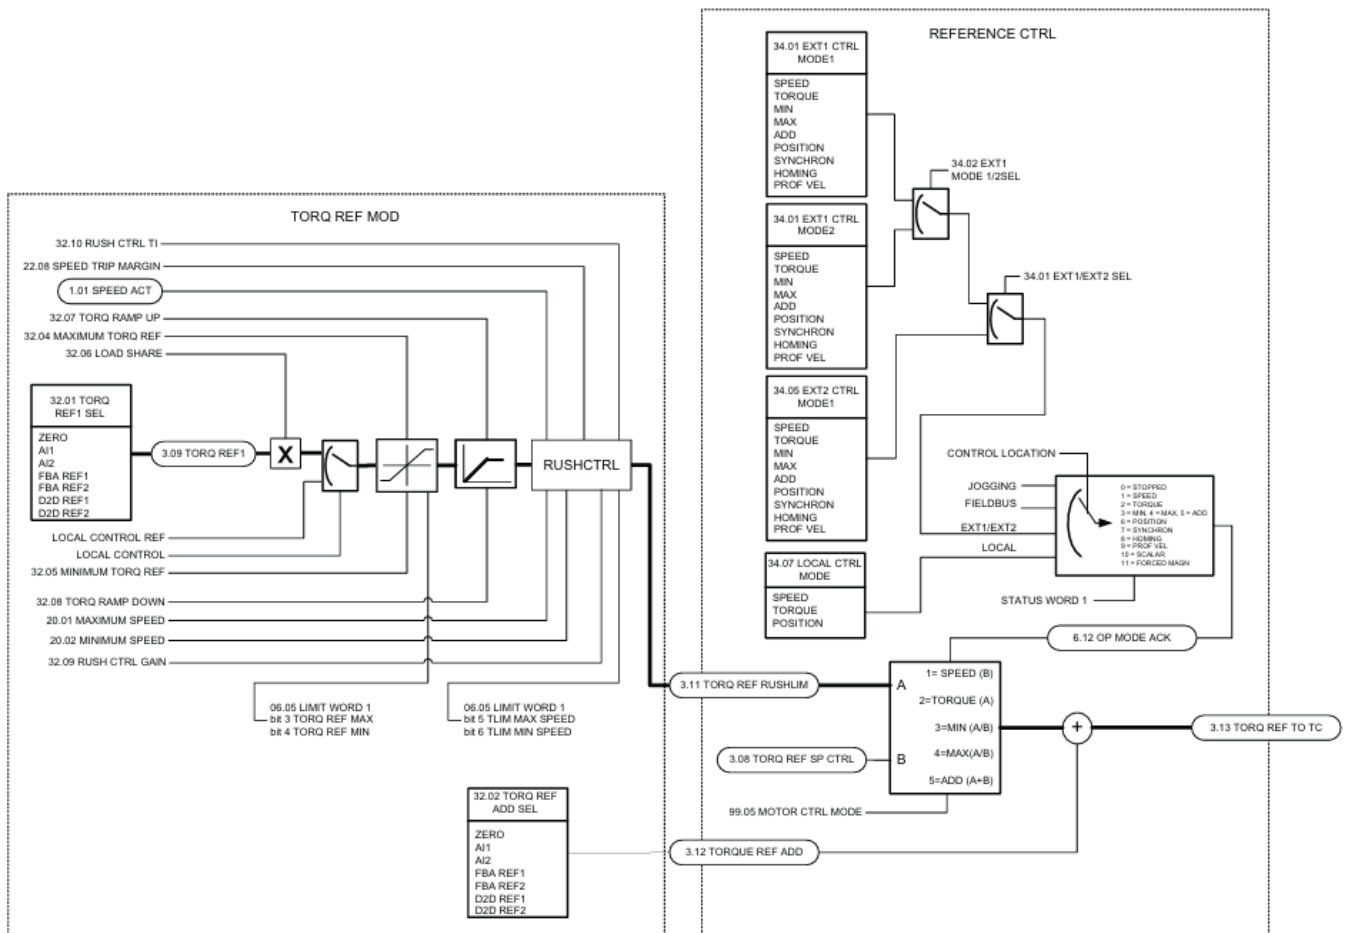 TORQ REF MOD
32.10 RUSH CTRL TI
22.08 SPEED TRIP MARGIN
1.01 SPEED ACT
32.07 TORQ RAMP UP
32.04 MAXIMUM TORQ REF
32.06 LOAD SHARE
32.01 TORQ
REF1 SEL
ZERO
AI1
AI2
FBA REF1
FBA REF2
D2D REF1
D2D REF2
3.09 TORQ REF1
X
RUSHCTRL
LOCAL CONTROL REF
LOCAL CONTROL
32.05 MINIMUM TORQ REF
32.08 TORQ RAMP DOWN
20.01 MAXIMUM SPEED
20.02 MINIMUM SPEED
32.09 RUSH CTRL GAIN
06.05 LIMIT WORD 1
bit 3 TORQ REF MAX
bit 4 TORQ REF MIN
06.05 LIMIT WORD 1
bit 5 TLIM MAX SPEED
bit 6 TLIM MIN SPEED
32.02 TORQ REF
ADD SEL
ZERO
AI1
AI2
FBA REF1
FBA REF2
D2D REF1
D2D REF2
REFERENCE CTRL
34.01 EXT1 CTRL
MODE1
SPEED
TORQUE
MIN
MAX
ADD
POSITION
SYNCHRON
HOMING
PROF VEL
34.02 EXT1
MODE 1/2SEL
34.01 EXT1 CTRL
MODE2
SPEED
TORQUE
MIN
MAX
ADD
POSITION
SYNCHRON
HOMING
PROF VEL
34.01 EXT1/EXT2 SEL
34.05 EXT2 CTRL
MODE1
SPEED
TORQUE
MIN
MAX
ADD
POSITION
SYNCHRON
HOMING
PROF VEL
34.07 LOCAL CTRL
MODE
SPEED
TORQUE
POSITION
CONTROL LOCATION
JOGGING
FIELDBUS
EXT1/EXT2
LOCAL
0 = STOPPED
1 = SPEED
2 = TORQUE
3 = MIN, 4 = MAX, 5 = ADD
6 = POSITION
7 = SYNCHRON
8 = HOMING
9 = PROF VEL
10 = SCALAR
11 = FORCED MAGN
STATUS WORD 1
6.12 OP MODE ACK
3.11 TORQ REF RUSHLIM
A
1= SPEED (B)
2=TORQUE (A)
3=MIN (A/B)
4=MAX(A/B)
5=ADD (A+B)
3.08 TORQ REF SP CTRL
B
+
3.13 TORQ REF TO TC
99.05 MOTOR CTRL MODE
3.12 TORQUE REF ADD